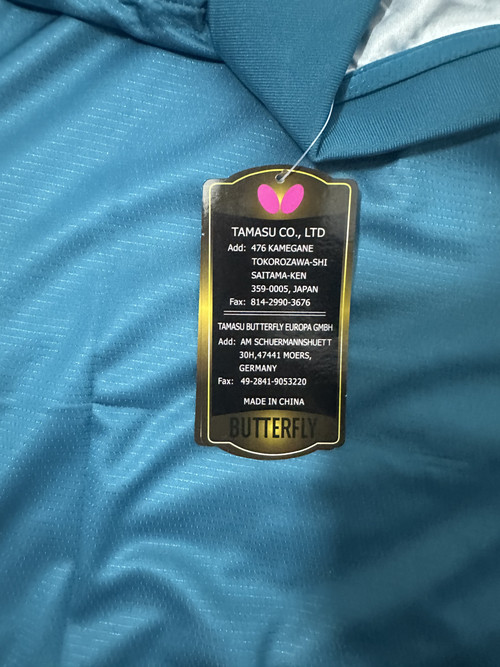 TAMASU CO., LTD
Add: 476 KAMEGANE
TOKOROZAWA-SHI
SAITAMA-KEN
359-0005, JAPAN
Fax: 814-2990-3676
TAMASU BUTTERFLY EUROPA GMBH
Add: AM SCHUERMANNSHUET T
30H,47441 MOERS,
GERMANY
Fax: 49-2841-9053220
MADE IN CHINA
BUTTERFLY